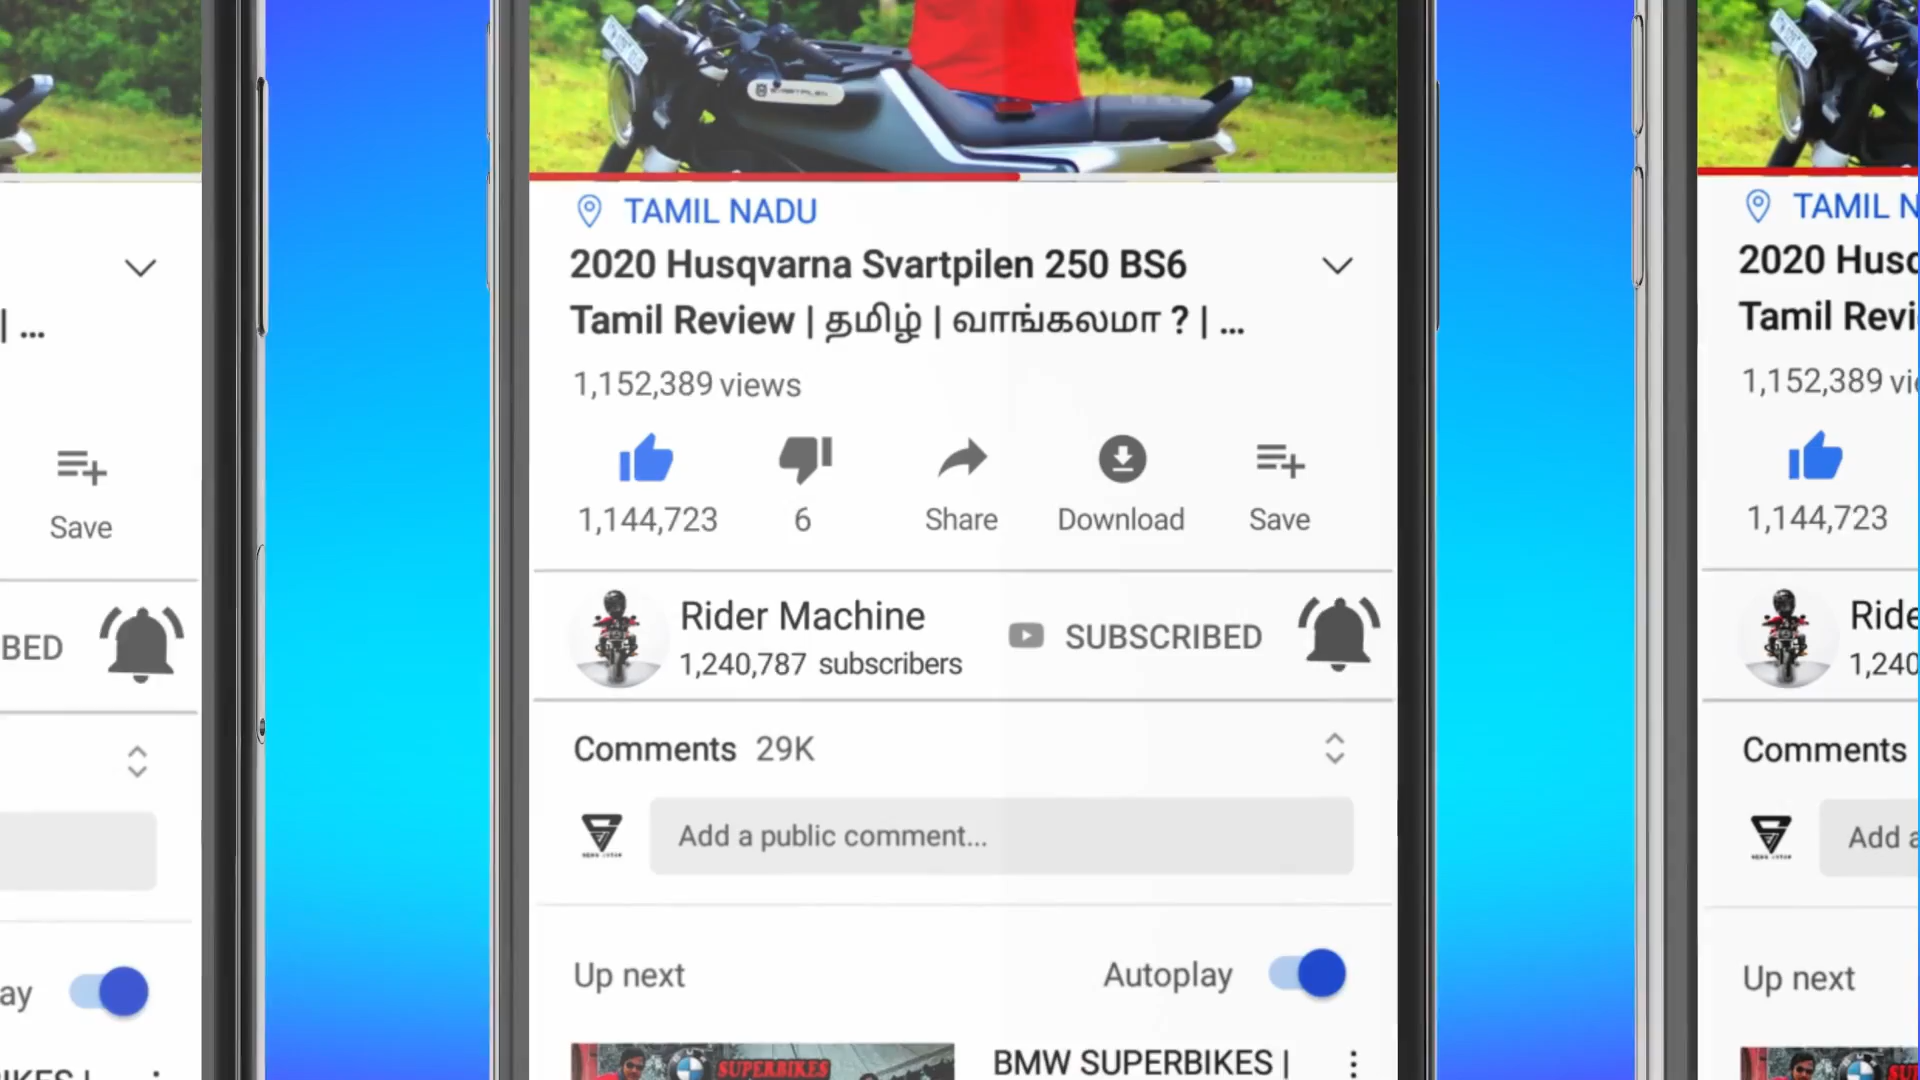 TAMIL NADU
2020 Husqvarna Svartpilen 250 BS6
Tamil Review | தமிழ் | வாங்கலமா ? | ...
1,152,389 views
1,144,723
6
Share
Download
Save
Rider Machine
1,240,787 subscribers
SUBSCRIBED
Comments 29K
Add a public comment...
Up next
Autoplay
SUPERBIKES
BMW SUPERBIKES |
| ...
Save
BED
ay
TAMIL N
2020 Husq
Tamil Revi
1,152,389 vie
1,144,723
Ride
1,240
Comments
Add a
Up next